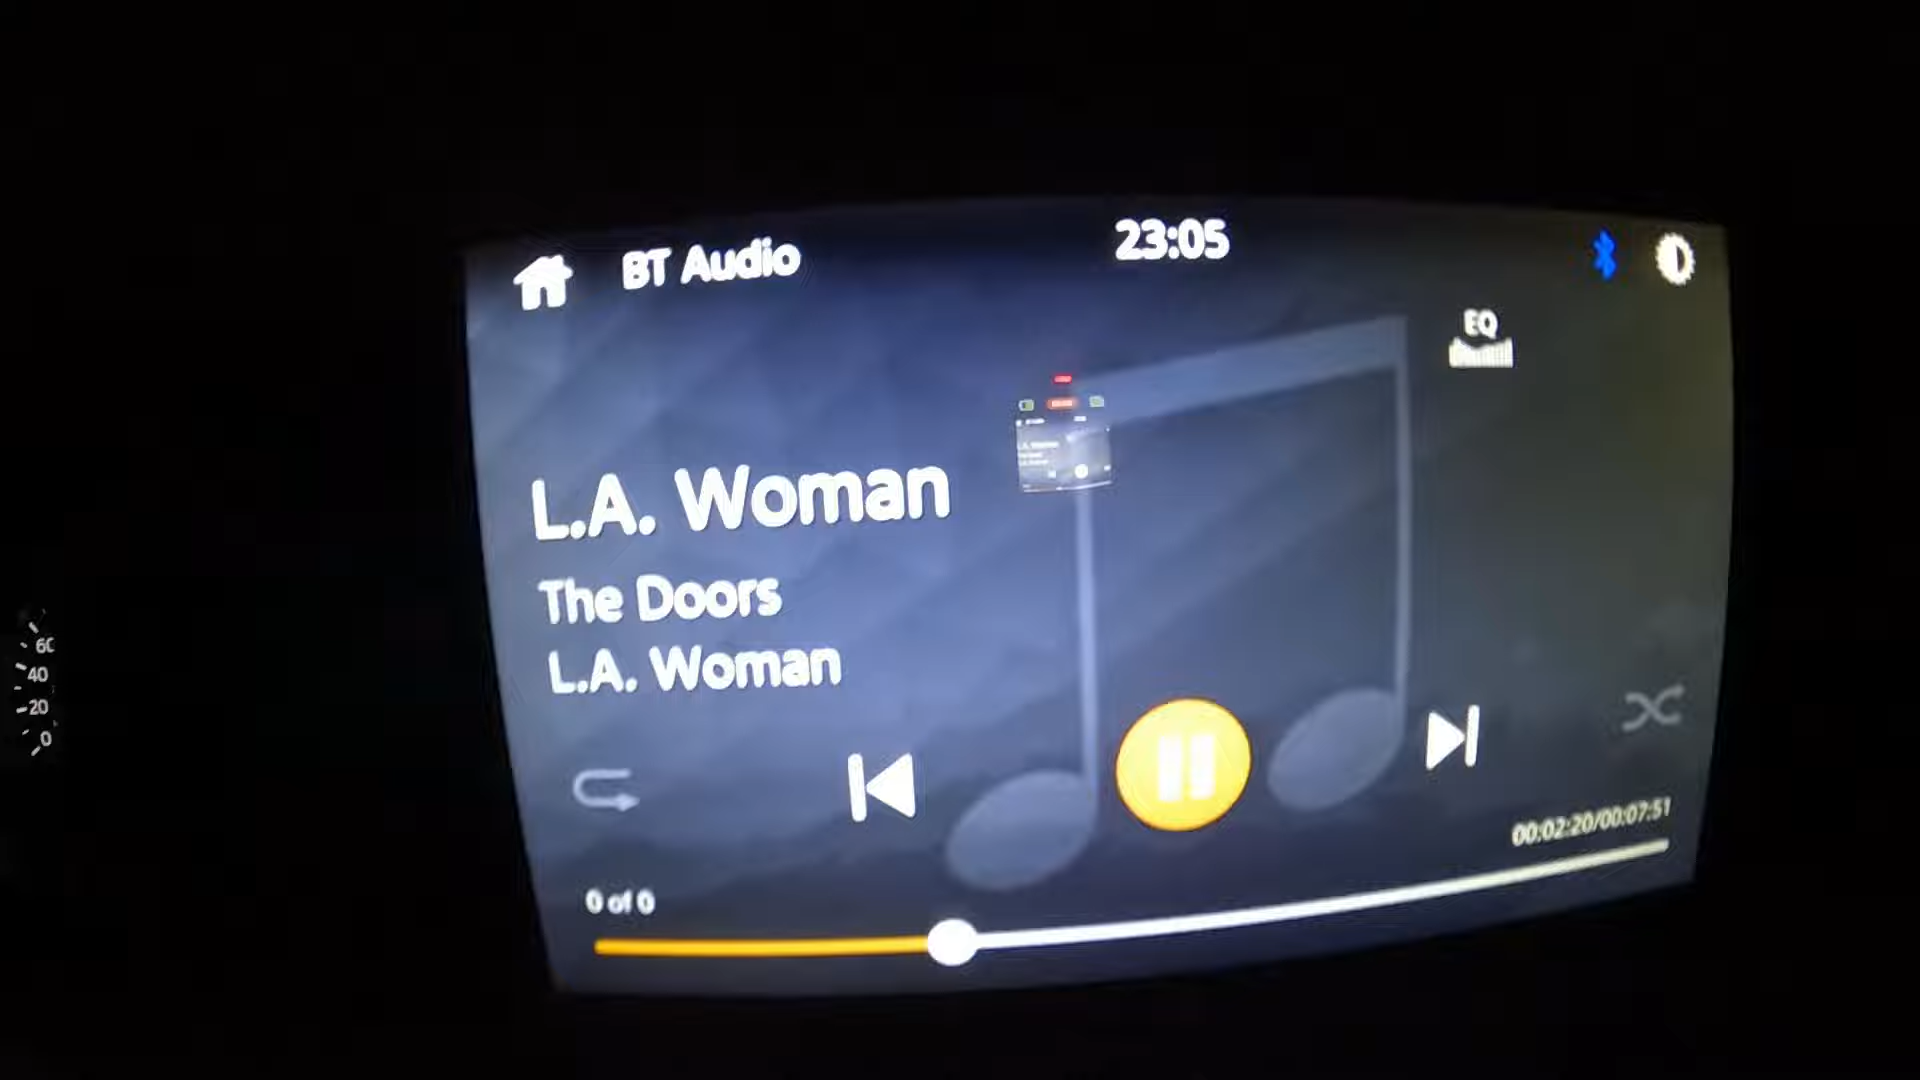 BT Audio
23:05
EQ
L.A. Woman
The Doors
L.A. Woman
00:02:20/00:07:51
0 of 0
40
20
0